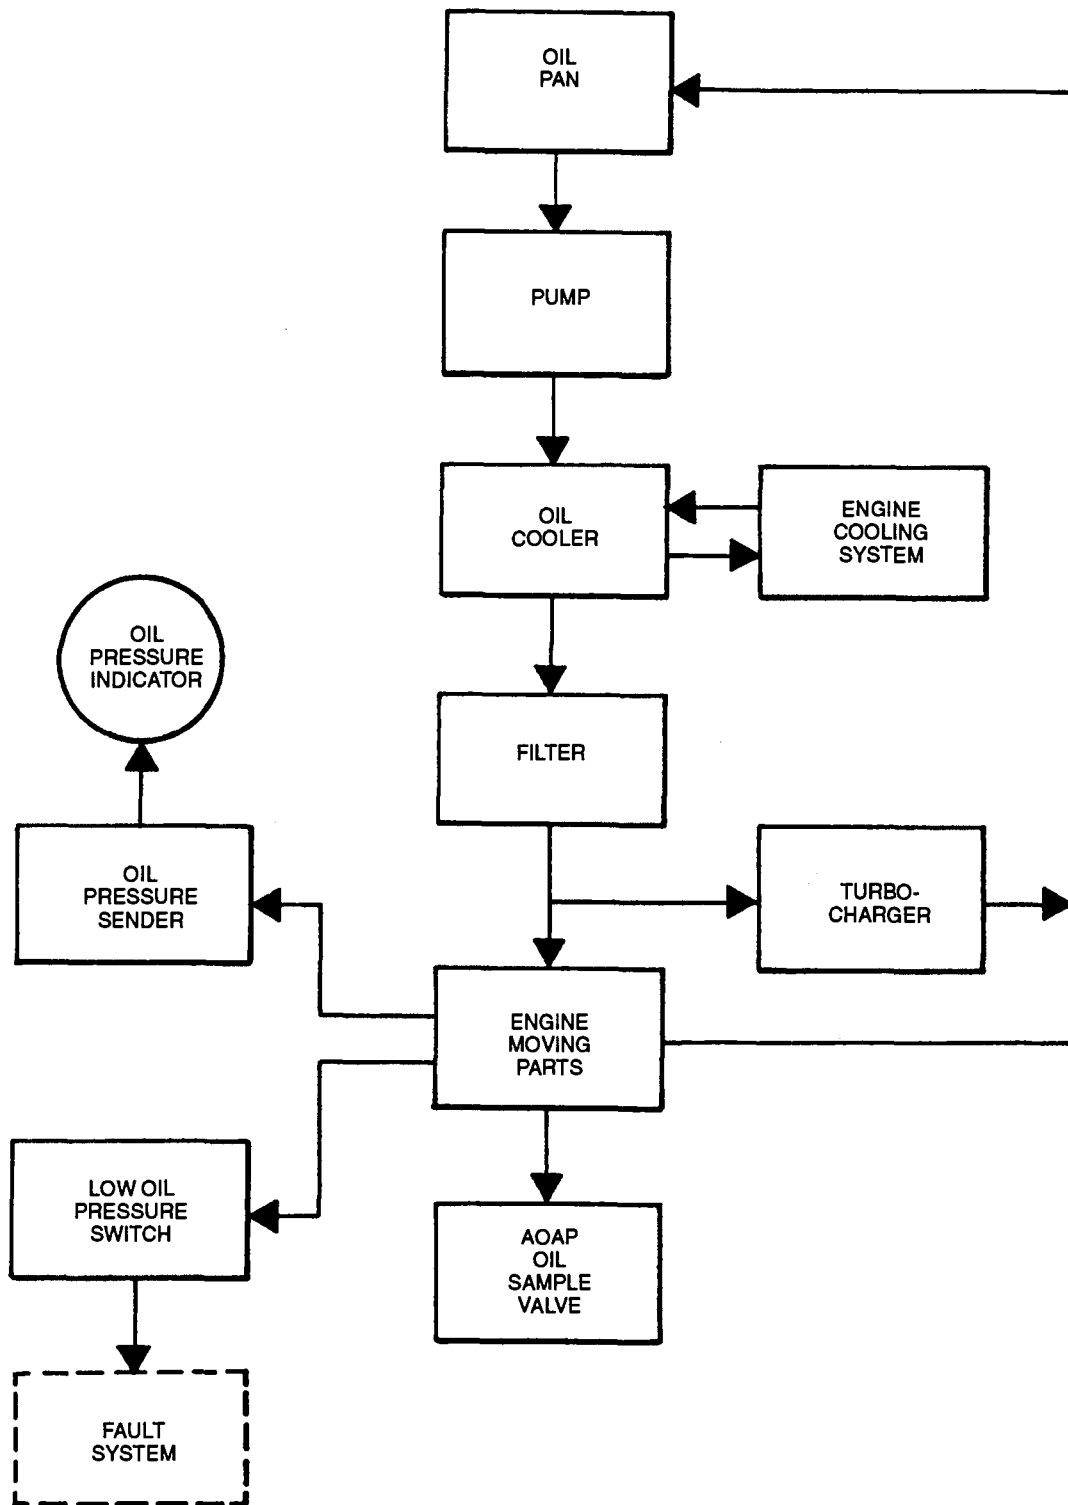 OIL
PAN
PUMP
OIL
COOLER
ENGINE
COOLING
SYSTEM
OIL
PRESSURE
INDICATOR
FILTER
OIL
PRESSURE
SENDER
TURBO-
CHARGER
ENGINE
MOVING
PARTS
LOW OIL
PRESSURE
SWITCH
AOAP
OIL
SAMPLE
VALVE
FAULT
SYSTEM